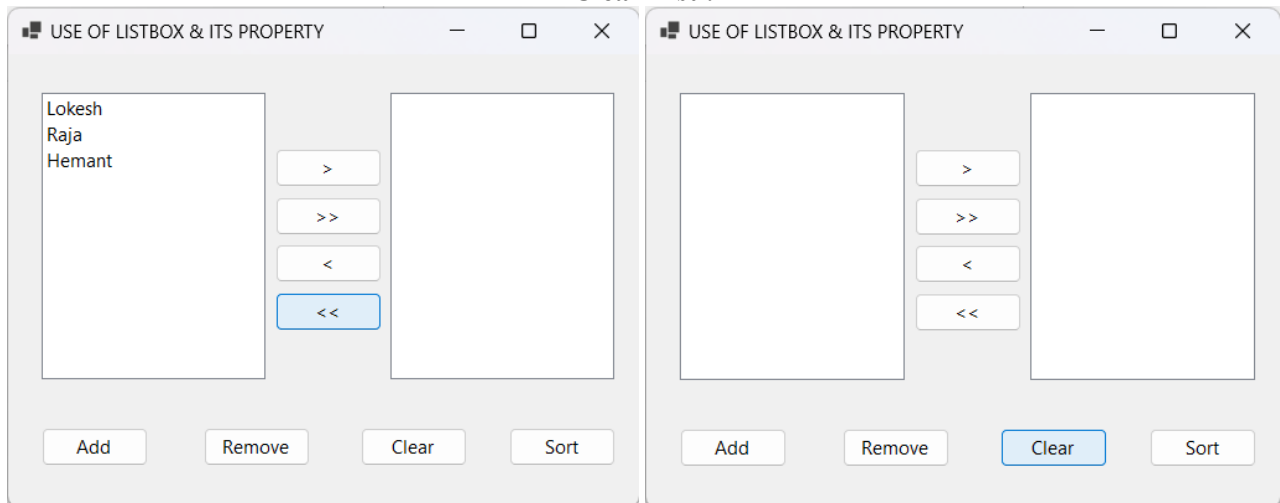 USE OF LISTBOX & ITS PROPERTY
Lokesh
Raja
Hemant
>
>>
<
<<
Add Remove Clear Sort
USE OF LISTBOX & ITS PROPERTY
>
>>
<
<<
Add Remove Clear Sort